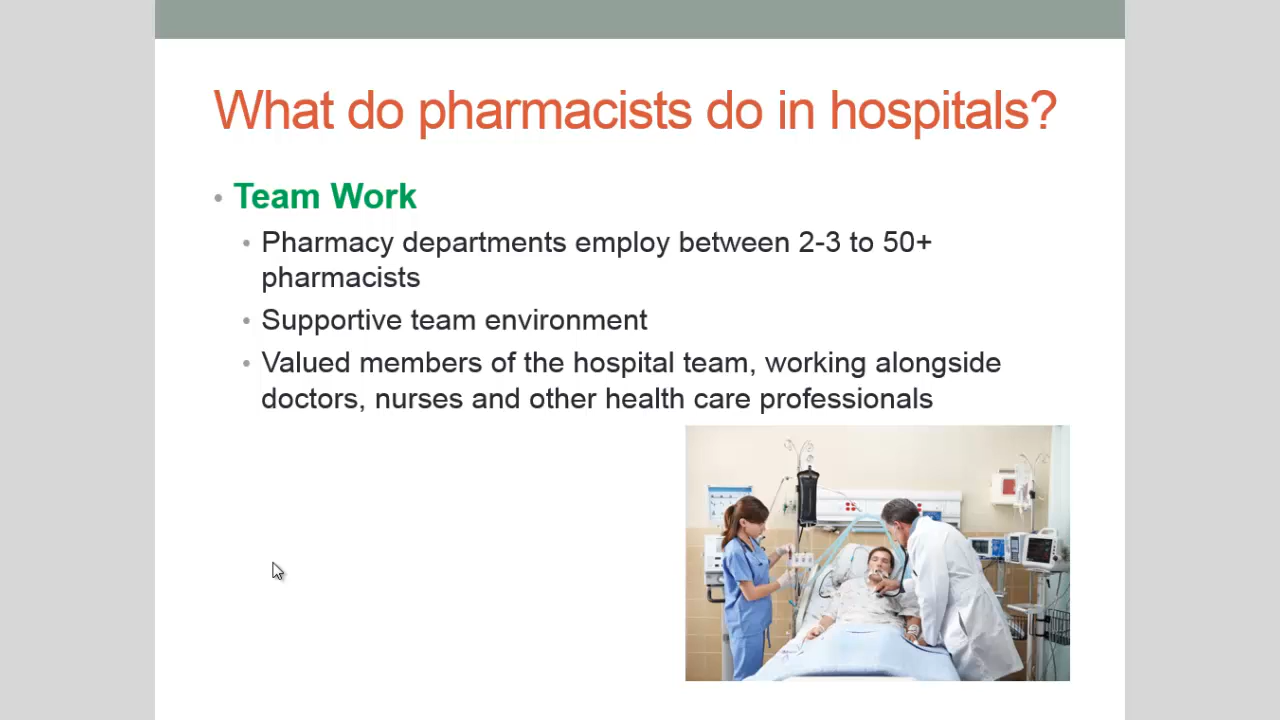 What do pharmacists do in hospitals?
• Team Work
• Pharmacy departments employ between 2-3 to 50+
pharmacists
• Supportive team environment
• Valued members of the hospital team, working alongside
doctors, nurses and other health care professionals